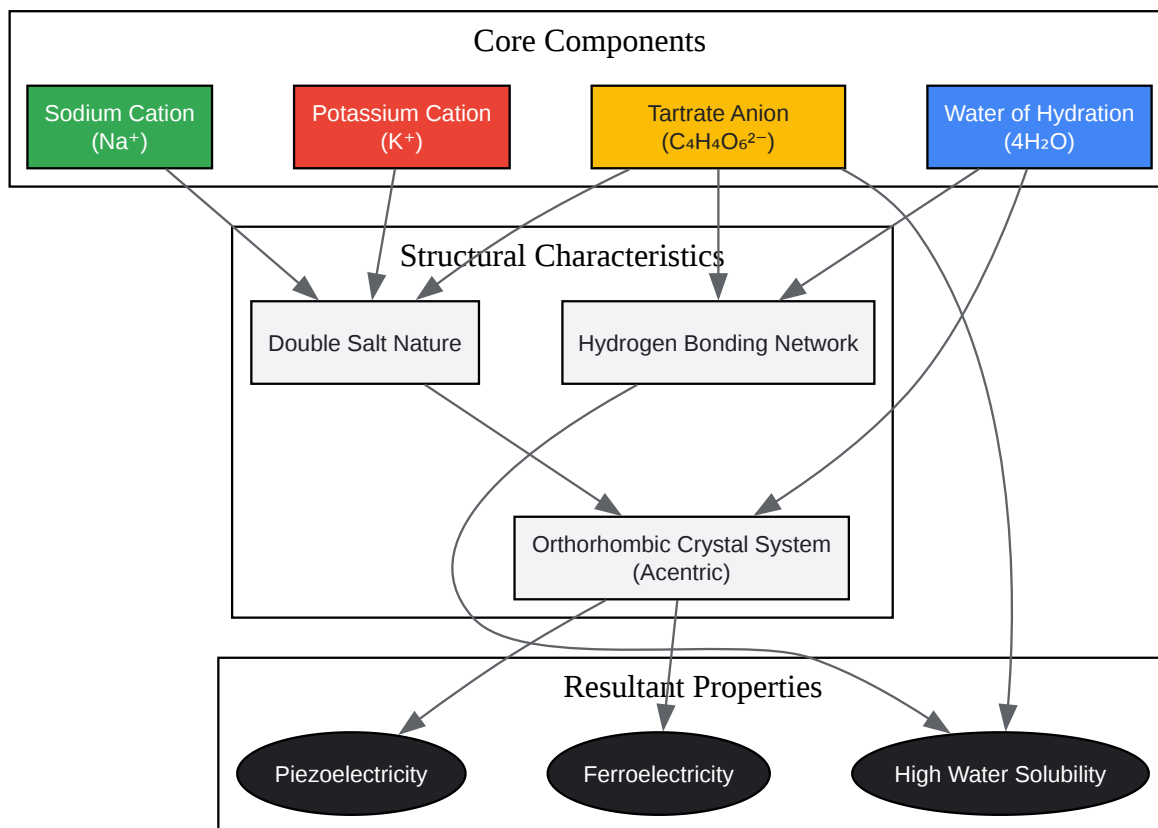 Core Components
Sodium Cation
(Na⁺)
Potassium Cation
(K⁺)
Tartrate Anion
(C₄H₄O₆²⁻)
Water of Hydration
(4H₂O)
Structural Characteristics
Double Salt Nature
Hydrogen Bonding Network
Orthorhombic Crystal System
(Acentric)
Resultant Properties
Piezoelectricity
Ferroelectricity
High Water Solubility